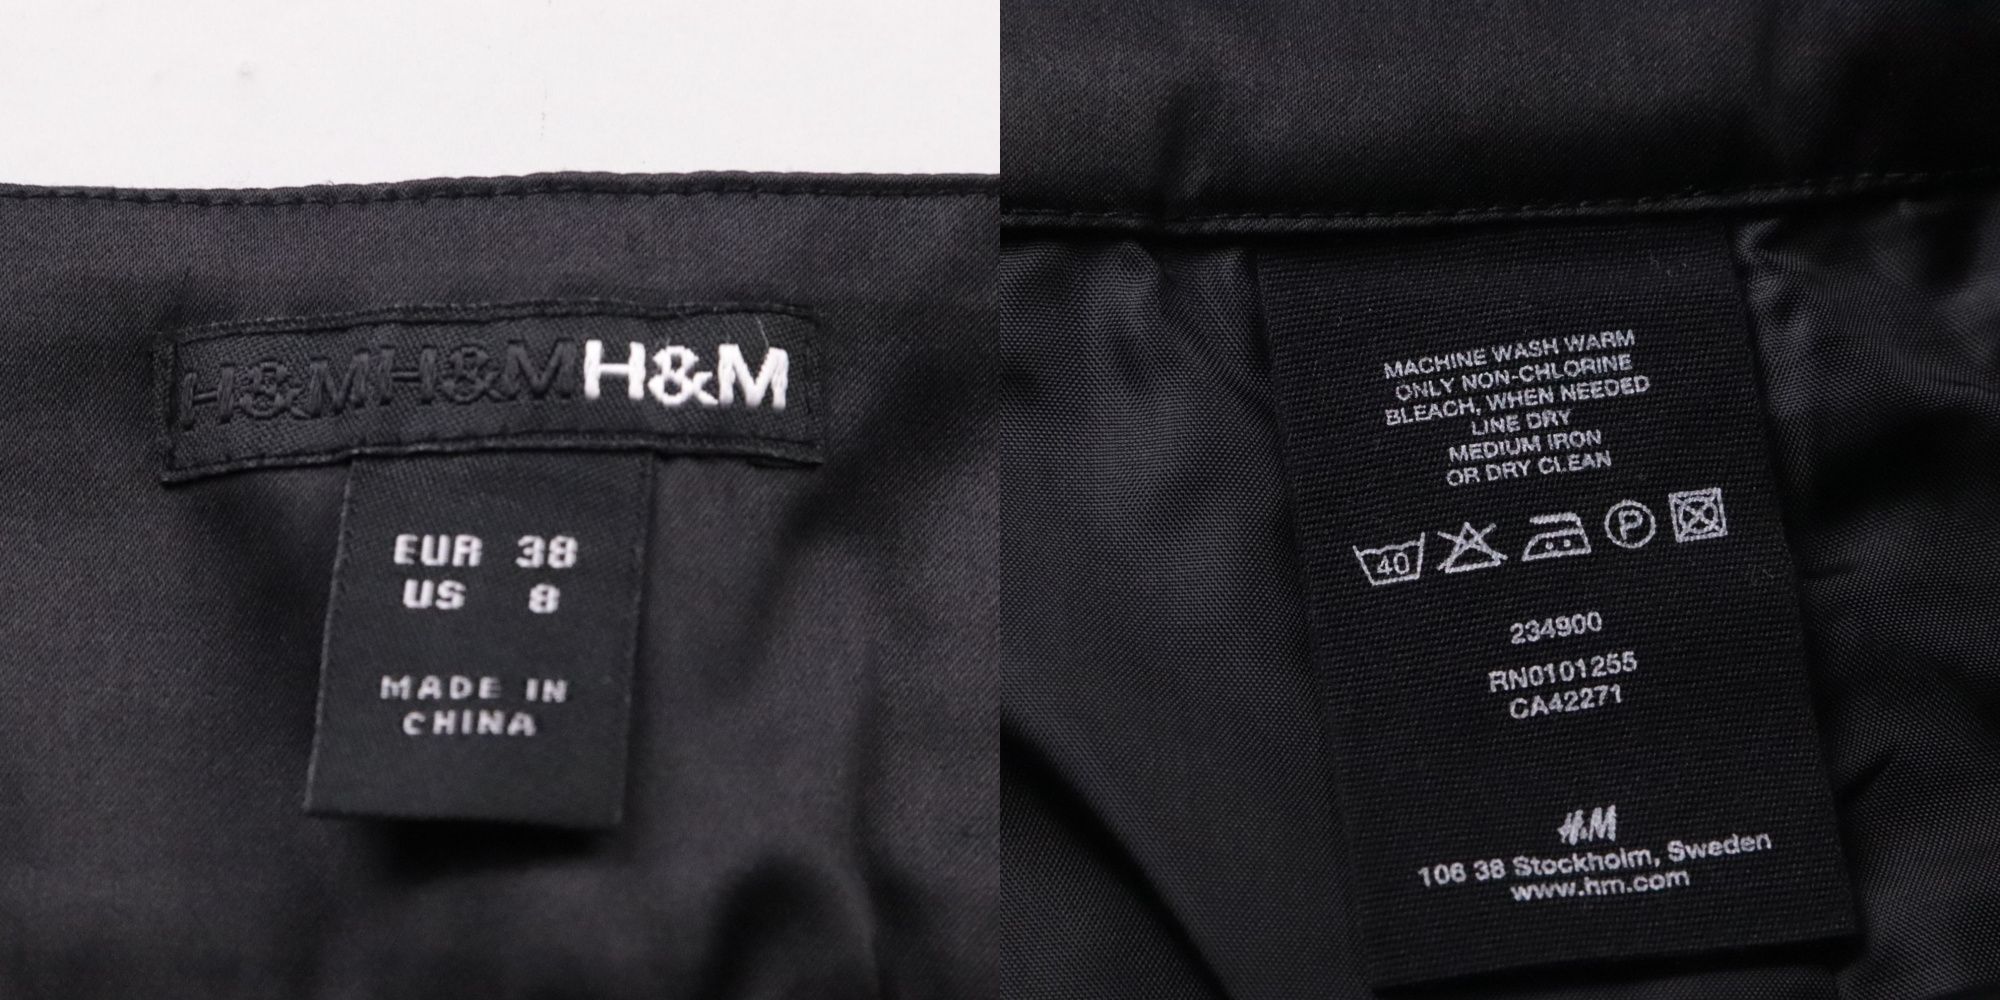 H&MH&MH&M
EUR 38
US 8
MADE IN
CHINA
MACHINE WASH WARM
ONLY NON-CHLORINE
BLEACH, WHEN NEEDED
LINE DRY
MEDIUM IRON
OR DRY CLEAN
40 P
234900
RN0101255
CA42271
H&M
106 38 Stockholm, Sweden
www.hm.com